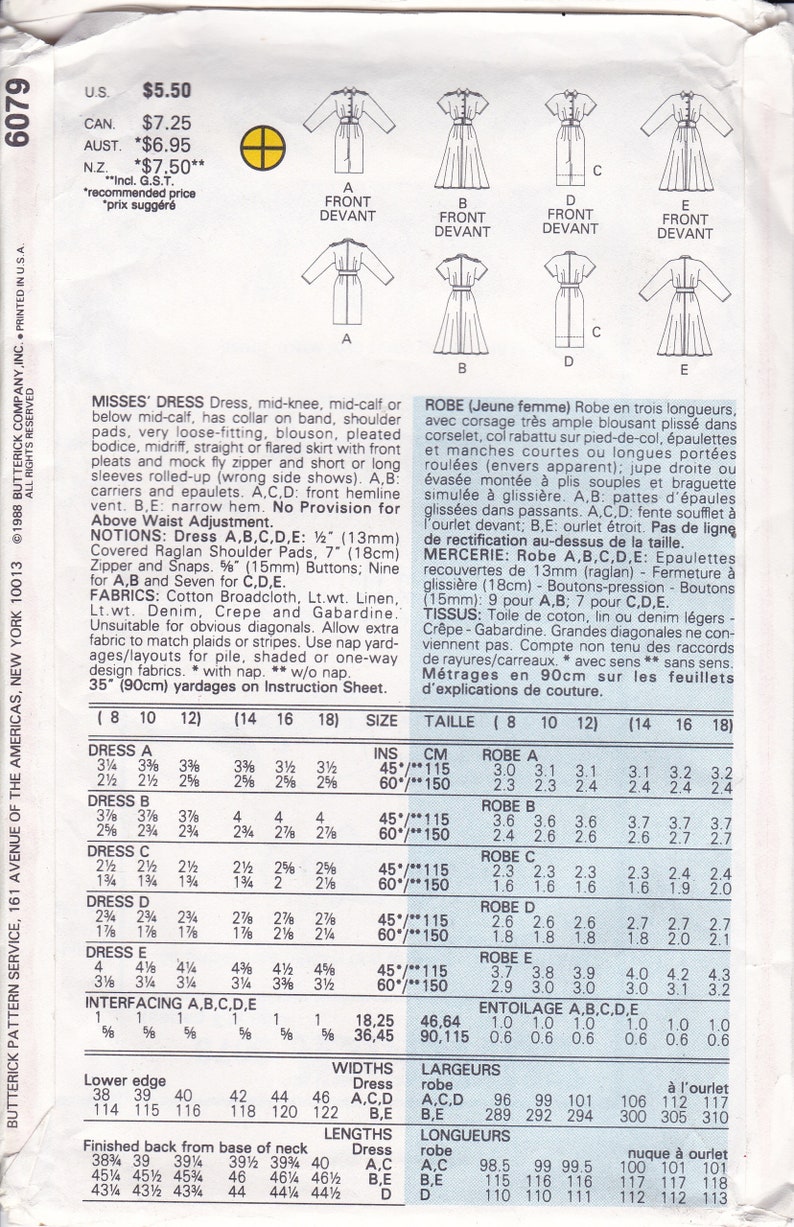 6079
©1988 BUTTERICK COMPANY, INC. • PRINTED IN U.S.A.
ALL RIGHTS RESERVED
BUTTERICK PATTERN SERVICE, 161 AVENUE OF THE AMERICAS, NEW YORK 10013
U.S. $5.50
CAN. $7.25
AUST. *$6.95
N.Z. *$7.50**
**Incl. G.S.T.
*recommended price
*prix suggéré
A
FRONT
DEVANT
B
FRONT
DEVANT
C
D
FRONT
DEVANT
E
FRONT
DEVANT
A
B
C
D
E
MISSES' DRESS Dress, mid-knee, mid-calf or
below mid-calf, has collar on band, shoulder
pads, very loose-fitting, blouson, pleated
bodice, midriff, straight or flared skirt with front
pleats and mock fly zipper and short or long
sleeves rolled-up (wrong side shows). A,B:
carriers and epaulets. A,C,D: front hemline
vent. B,E: narrow hem. No Provision for
Above Waist Adjustment.
NOTIONS: Dress A,B,C,D,E: ½" (13mm)
Covered Raglan Shoulder Pads, 7" (18cm)
Zipper and Snaps. ⅝" (15mm) Buttons; Nine
for A,B and Seven for C,D,E.
FABRICS: Cotton Broadcloth, Lt.wt. Linen,
Lt.wt. Denim, Crepe and Gabardine.
Unsuitable for obvious diagonals. Allow extra
fabric to match plaids or stripes. Use nap yard-
ages/layouts for pile, shaded or one-way
design fabrics. * with nap. ** w/o nap.
35" (90cm) yardages on Instruction Sheet.
ROBE (Jeune femme) Robe en trois longueurs,
avec corsage très ample blousant plissé dans
corselet, col rabattu sur pied-de-col, épaulettes
et manches courtes ou longues portées
roulées (envers apparent); jupe droite ou
évasée montée à plis souples et braguette
simulée à glissière. A,B: pattes d'épaules
glissées dans passants. A,C,D: fente soufflet à
l'ourlet devant; B,E: ourlet étroit. Pas de ligne
de rectification au-dessus de la taille.
MERCERIE: Robe A,B,C,D,E: Epaulettes
recouvertes de 13mm (raglan) - Fermeture à
glissière (18cm) - Boutons-pression - Boutons
(15mm): 9 pour A,B; 7 pour C,D,E.
TISSUS: Toile de coton, lin ou denim légers -
Crêpe - Gabardine. Grandes diagonales ne con-
viennent pas. Compte non tenu des raccords
de rayures/carreaux. * avec sens ** sans sens.
Métrages en 90cm sur les feuillets
d'explications de couture.
( 8 10 12) (14 16 18) SIZE TAILLE ( 8 10 12) (14 16 18)
DRESS A INS CM ROBE A
3¼ 3⅜ 3⅜ 3⅜ 3½ 3½ 45*/**115 3.0 3.1 3.1 3.1 3.2 3.2
2½ 2½ 2⅝ 2⅝ 2⅝ 2⅝ 60*/**150 2.3 2.3 2.4 2.4 2.4 2.4
DRESS B ROBE B
3⅞ 3⅞ 3⅞ 4 4 4 45*/**115 3.6 3.6 3.6 3.7 3.7 3.7
2⅝ 2¾ 2¾ 2¾ 2⅞ 2⅞ 60*/**150 2.4 2.6 2.6 2.6 2.7 2.7
DRESS C ROBE C
2½ 2½ 2½ 2½ 2⅝ 2⅝ 45*/**115 2.3 2.3 2.3 2.3 2.4 2.4
1¾ 1¾ 1¾ 1¾ 2 2⅛ 60*/**150 1.6 1.6 1.6 1.6 1.9 2.0
DRESS D ROBE D
2¾ 2¾ 2¾ 2⅞ 2⅞ 2⅞ 45*/**115 2.6 2.6 2.6 2.7 2.7 2.7
1⅞ 1⅞ 1⅞ 1⅞ 2⅛ 2¼ 60*/**150 1.8 1.8 1.8 1.8 2.0 2.1
DRESS E ROBE E
4 4⅛ 4¼ 4⅜ 4½ 4⅝ 45*/**115 3.7 3.8 3.9 4.0 4.2 4.3
3⅛ 3¼ 3¼ 3¼ 3⅜ 3½ 60*/**150 2.9 3.0 3.0 3.0 3.1 3.2
INTERFACING A,B,C,D,E ENTOILAGE A,B,C,D,E
1 1 1 1 1 1 18,25 46,64 1.0 1.0 1.0 1.0 1.0 1.0
⅝ ⅝ ⅝ ⅝ ⅝ ⅝ 36,45 90,115 0.6 0.6 0.6 0.6 0.6 0.6
WIDTHS LARGEURS
Lower edge Dress robe à l'ourlet
38 39 40 42 44 46 A,C,D A,C,D 96 99 101 106 112 117
114 115 116 118 120 122 B,E B,E 289 292 294 300 305 310
LENGTHS LONGUEURS
Finished back from base of neck Dress robe nuque à ourlet
38¾ 39 39¼ 39½ 39¾ 40 A,C A,C 98.5 99 99.5 100 101 101
45¼ 45½ 45¾ 46 46¼ 46½ B,E B,E 115 116 116 117 117 118
43¼ 43½ 43¾ 44 44¼ 44½ D D 110 110 111 112 112 113